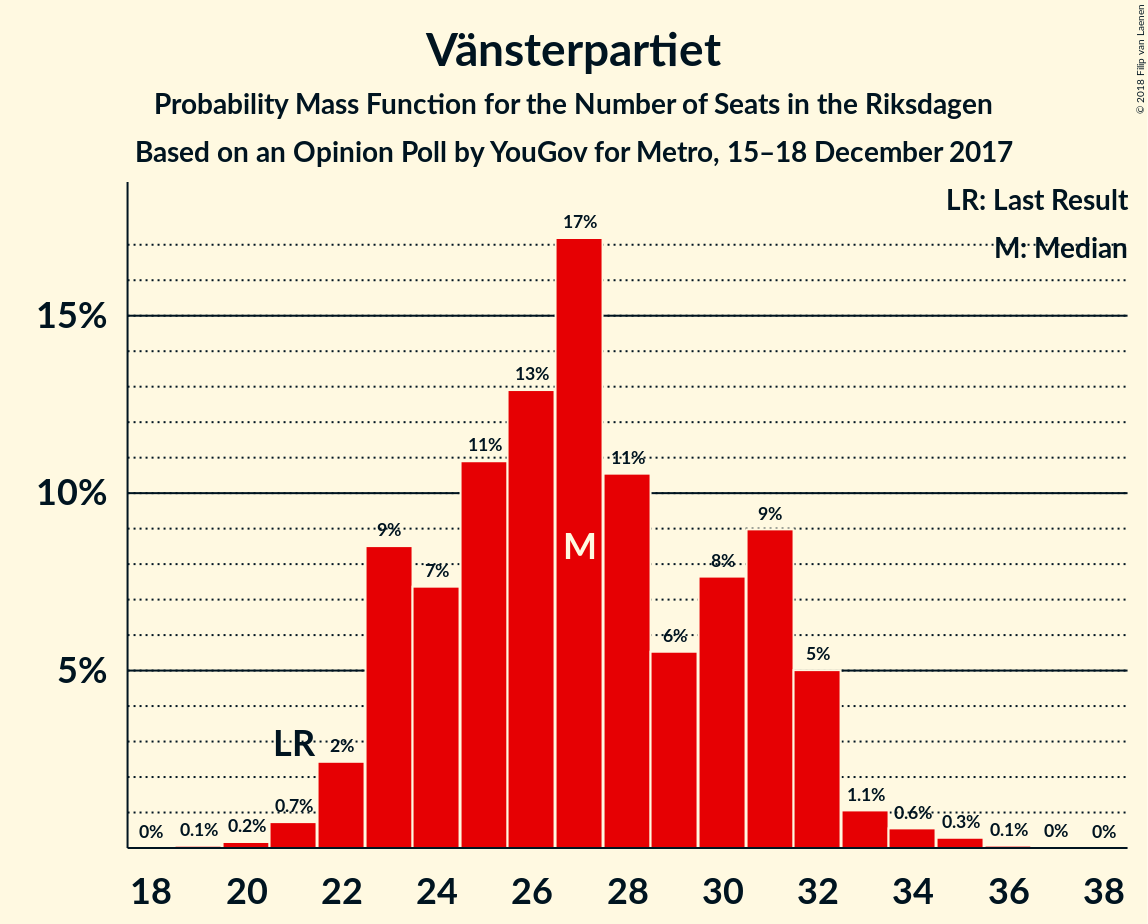 Vänsterpartiet
Probability Mass Function for the Number of Seats in the Riksdagen
Based on an Opinion Poll by YouGov for Metro, 15–18 December 2017
© 2018 Filip van Laenen
LR: Last Result
M: Median
15%
10%
5%
0%
0.1%
0.2%
0.7%
LR
2%
9%
7%
11%
13%
17%
M
11%
6%
8%
9%
5%
1.1%
0.6%
0.3%
0.1%
0%
0%
18 20 22 24 26 28 30 32 34 36 38